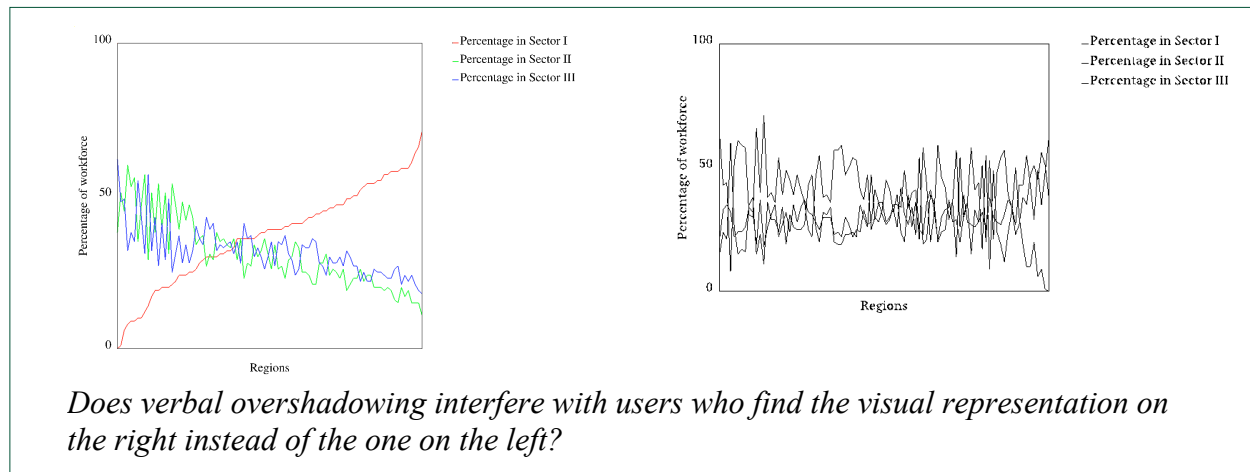 100
Percentage in Sector I
Percentage in Sector II
Percentage in Sector III
Percentage of workforce
50
0
Regions
100
Percentage in Sector I
Percentage in Sector II
Percentage in Sector III
Percentage of workforce
50
0
Regions
Does verbal overshadowing interfere with users who find the visual representation on
the right instead of the one on the left?